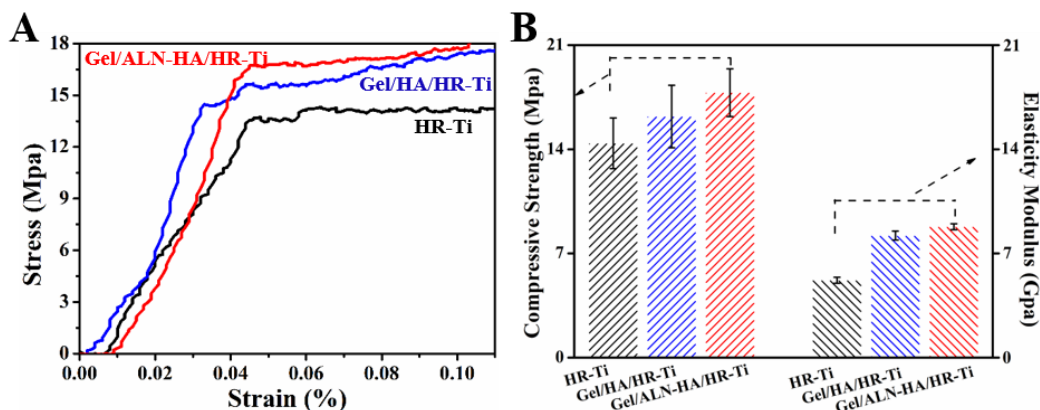 A
Stress (Mpa)
18
15
12
9
6
3
0
Gel/ALN-HA/HR-Ti
Gel/HA/HR-Ti
HR-Ti
0.00
0.02
0.04
0.06
0.08
0.10
Strain (%)
B
Compressive Strength (Mpa)
21
14
7
0
HR-Ti
Gel/HA/HR-Ti
Gel/ALN-HA/HR-Ti
HR-Ti
Gel/HA/HR-Ti
Gel/ALN-HA/HR-Ti
21
14
7
0
Elasticity Modulus (Gpa)